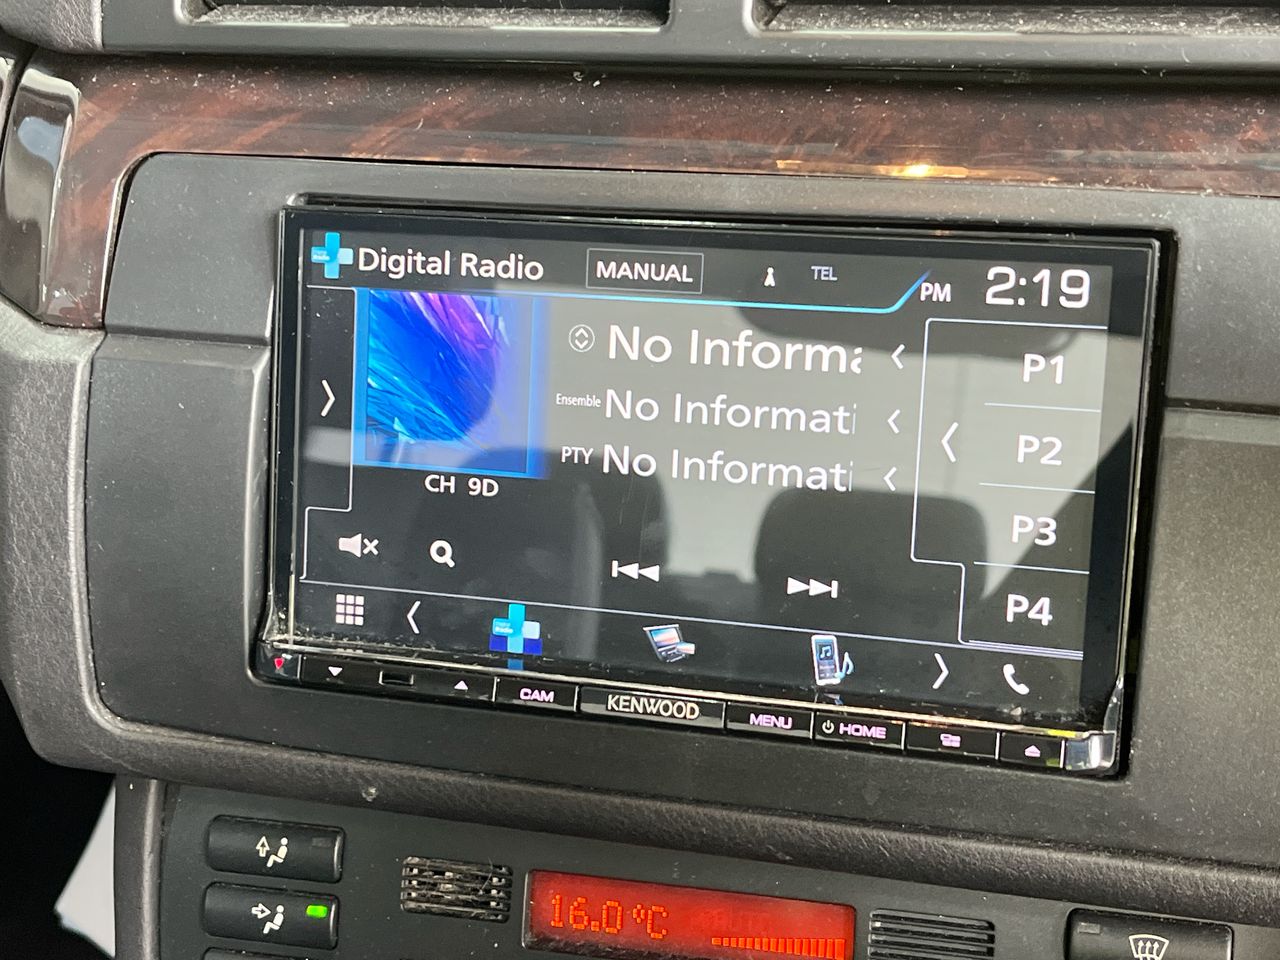 Digital Radio MANUAL TEL PM 2:19
No Informa
Ensemble No Informati
PTY No Informati
CH 9D
P1
P2
P3
P4
CAM KENWOOD MENU HOME
16.0°C